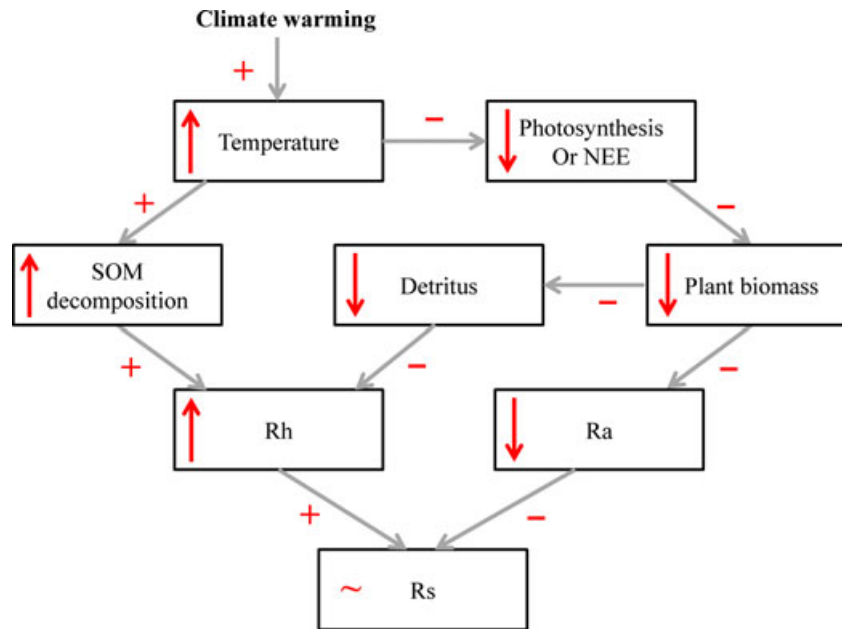 Climate warming
+
Temperature
−
Photosynthesis
Or NEE
+
−
SOM
decomposition
Detritus
−
Plant biomass
+
−
−
Rh
Ra
+
−
~
Rs